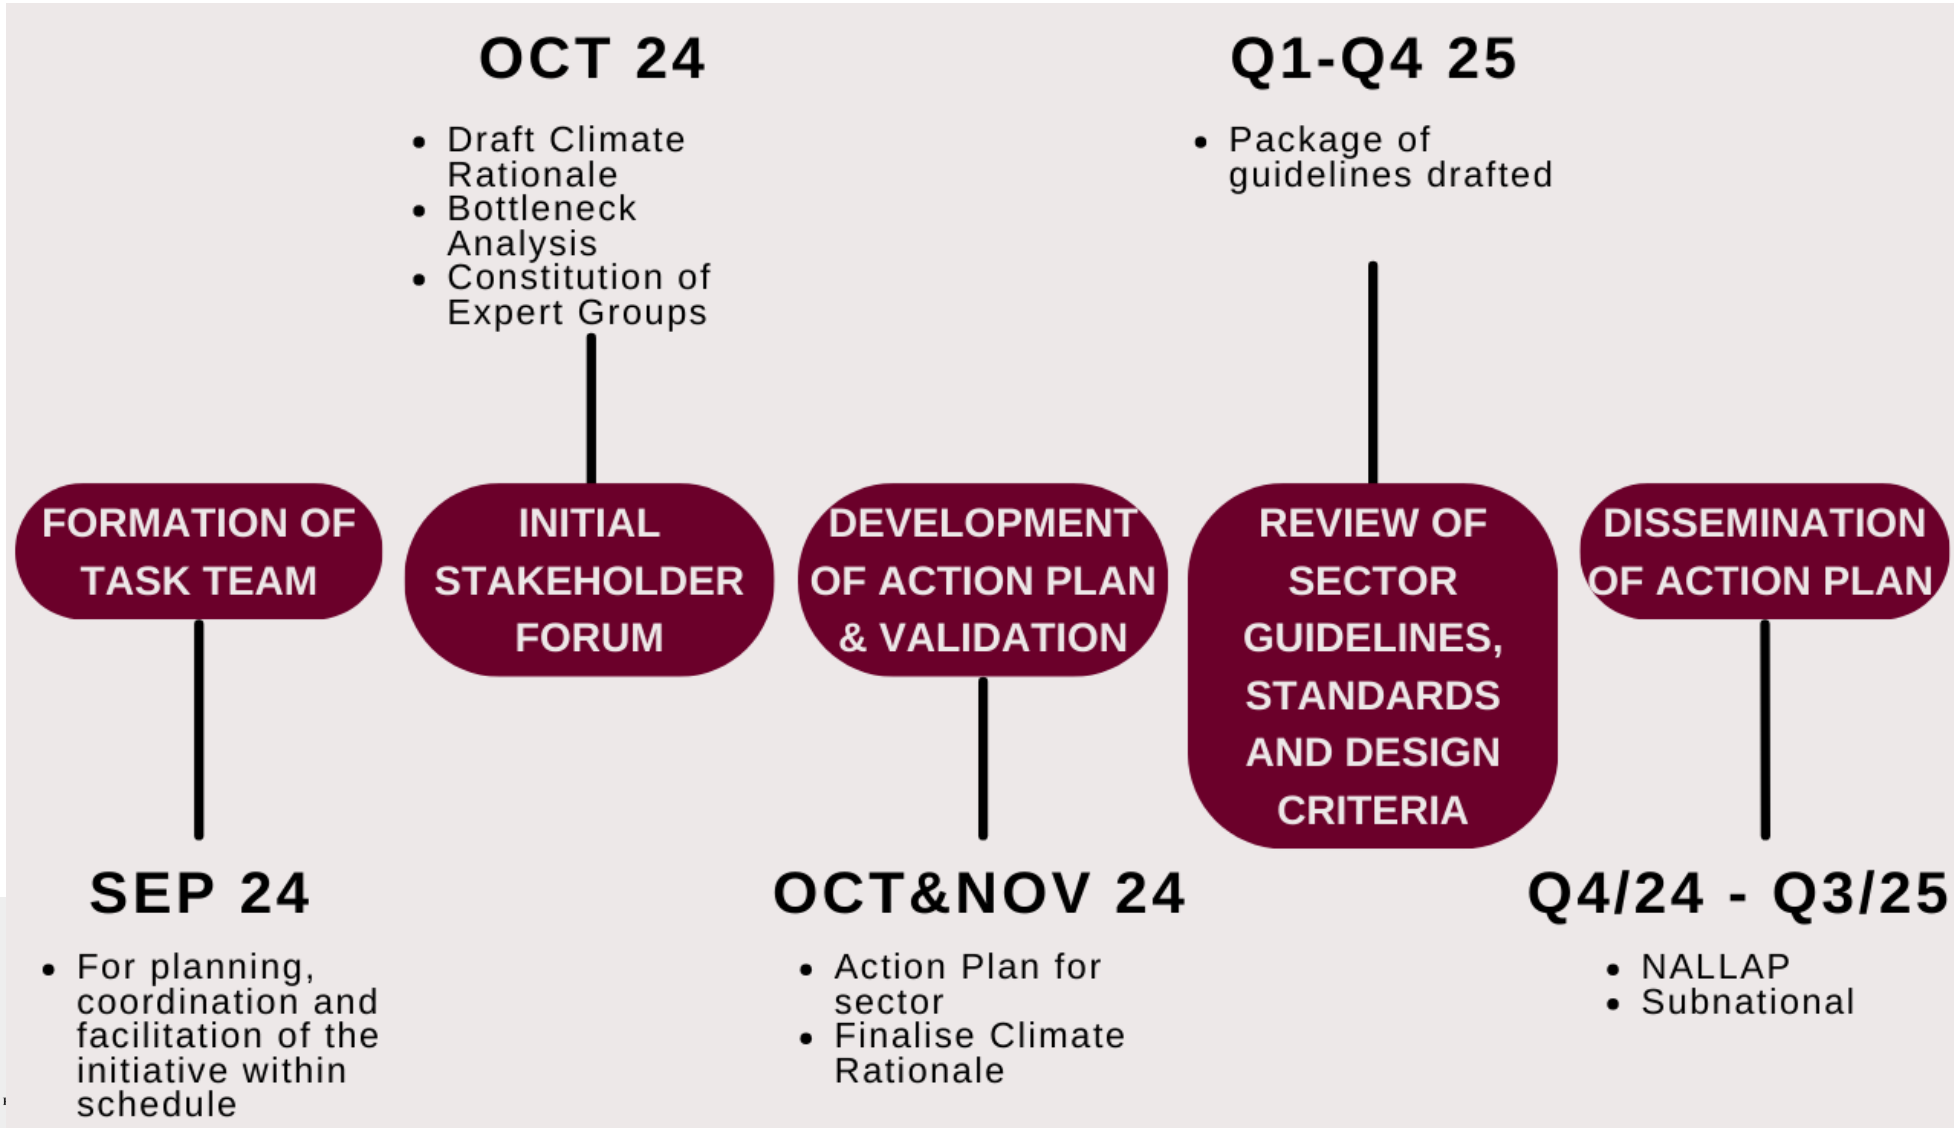 OCT 24
• Draft Climate
Rationale
• Bottleneck
Analysis
• Constitution of
Expert Groups
Q1-Q4 25
• Package of
guidelines drafted
FORMATION OF
TASK TEAM
INITIAL
STAKEHOLDER
FORUM
DEVELOPMENT
OF ACTION PLAN
& VALIDATION
REVIEW OF
SECTOR
GUIDELINES,
STANDARDS
AND DESIGN
CRITERIA
DISSEMINATION
OF ACTION PLAN
SEP 24
• For planning,
coordination and
facilitation of the
initiative within
schedule
OCT&NOV 24
• Action Plan for
sector
• Finalise Climate
Rationale
Q4/24 - Q3/25
• NALLAP
• Subnational